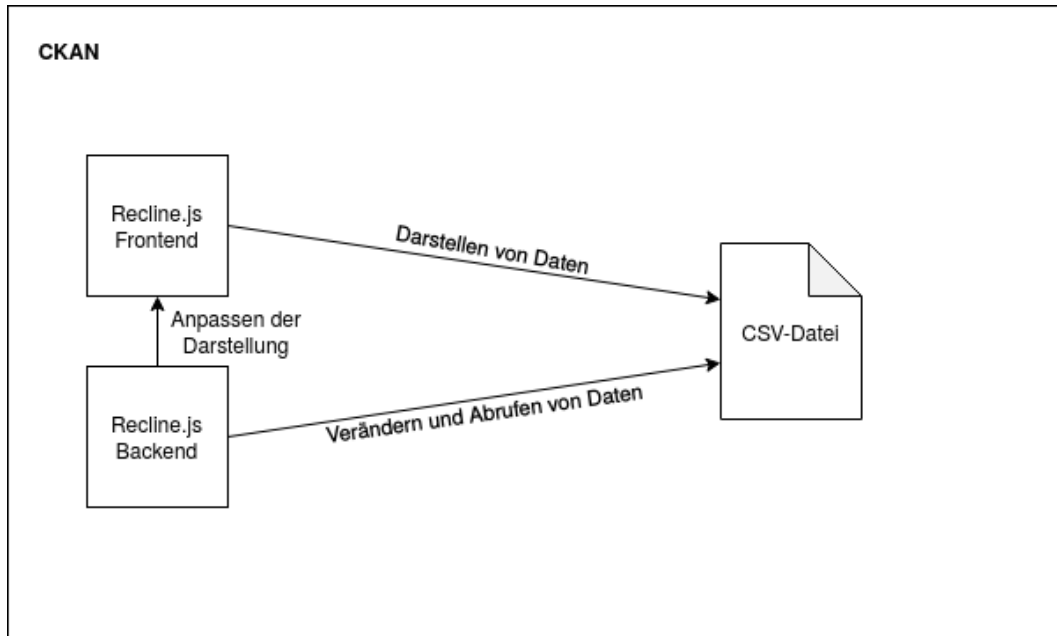 CKAN
Recline.js
Frontend
Darstellen von Daten
Anpassen der
Darstellung
CSV-Datei
Recline.js
Backend
Verändern und Abrufen von Daten